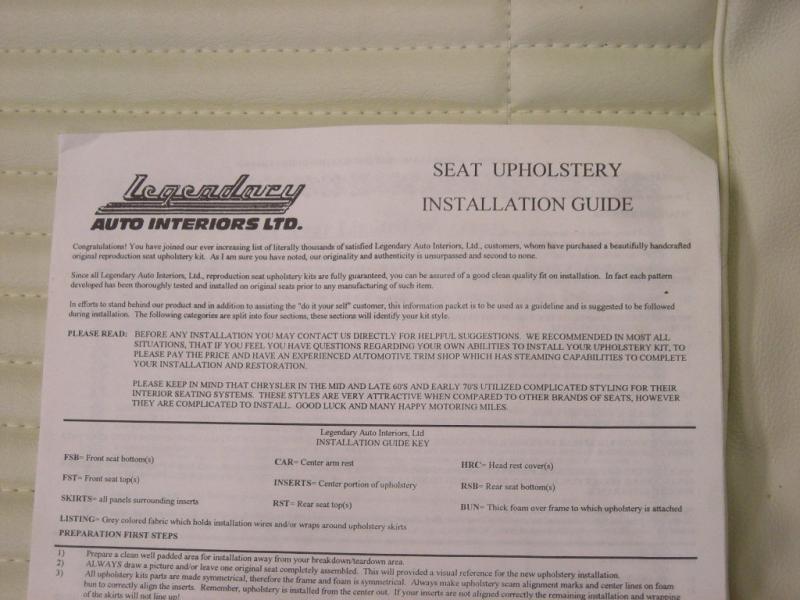 Legendary
AUTO INTERIORS LTD.
SEAT UPHOLSTERY
INSTALLATION GUIDE
Congratulations! You have joined our ever increasing list of literally thousands of satisfied Legendary Auto Interiors, Ltd., customers, whom have purchased a beautifully handcrafted
original reproduction seat upholstery kit. As I am sure you have noted, our originality and authenticity is unsurpassed and second to none.
Since all Legendary Auto Interiors, Ltd., reproduction seat upholstery kits are fully guaranteed, you can be assured of a good clean quality fit on installation. In fact each pattern
developed has been thoroughly tested and installed on original seats prior to any manufacturing of such item.
In efforts to stand behind our product and in addition to assisting the "do it your self" customer, this information packet is to be used as a guideline and is suggested to be followed
during installation. The following categories are split into four sections, these sections will identify your kit style.
PLEASE READ: BEFORE ANY INSTALLATION YOU MAY CONTACT US DIRECTLY FOR HELPFUL SUGGESTIONS. WE RECOMMENDED IN MOST ALL
SITUATIONS, THAT IF YOU FEEL YOU HAVE QUESTIONS REGARDING YOUR OWN ABILITIES TO INSTALL YOUR UPHOLSTERY KIT, TO
PLEASE PAY THE PRICE AND HAVE AN EXPERIENCED AUTOMOTIVE TRIM SHOP WHICH HAS STEAMING CAPABILITIES TO COMPLETE
YOUR INSTALLATION AND RESTORATION.
PLEASE KEEP IN MIND THAT CHRYSLER IN THE MID AND LATE 60'S AND EARLY 70'S UTILIZED COMPLICATED STYLING FOR THEIR
INTERIOR SEATING SYSTEMS. THESE STYLES ARE VERY ATTRACTIVE WHEN COMPARED TO OTHER BRANDS OF SEATS, HOWEVER
THEY ARE COMPLICATED TO INSTALL. GOOD LUCK AND MANY HAPPY MOTORING MILES.
Legendary Auto Interiors, Ltd
INSTALLATION GUIDE KEY
FSB= Front seat bottom(s) CAR= Center arm rest HRC= Head rest cover(s)
FST= Front seat top(s) INSERTS= Center portion of upholstery RSB= Rear seat bottom(s)
SKIRTS= all panels surrounding inserts RST= Rear seat top(s) BUN= Thick foam over frame to which upholstery is attached
LISTING= Grey colored fabric which holds installation wires and/or wraps around upholstery skirts
PREPARATION FIRST STEPS
1) Prepare a clean well padded area for installation away from your breakdown/teardown area.
2) ALWAYS draw a picture and/or leave one original seat completely assembled. This will provided a visual reference for the new upholstery installation.
3) All upholstery kits parts are made symmetrical, therefore the frame and foam is symmetrical. Always make upholstery seam alignment marks and center lines on foam
bun to correctly align the inserts. Remember, upholstery is installed from the center out. If your inserts are not aligned correctly the remaining installation and wrapping
of the skirts will not line up!